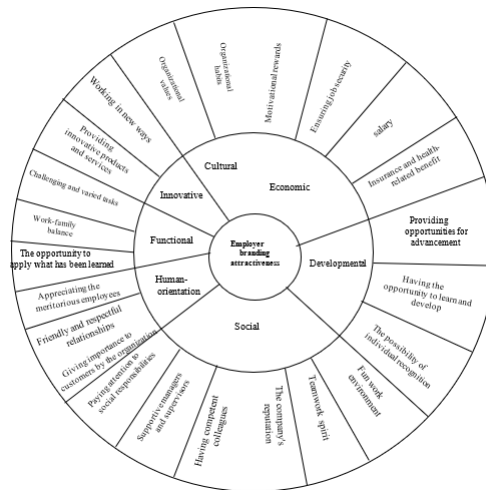 Employer
branding
attractiveness
Cultural
Economic
Developmental
Social
Human-
orientation
Functional
Innovative
Organizational
values
Organizational
habits
Motivational rewards
Ensuring job security
salary
Insurance and health-
related benefit
Providing
opportunities for
advancement
Having the
opportunity to learn and
develop
The possibility of
individual recognition
Fun work
environment
Teamwork spirit
The company's
reputation
Having competent
colleagues
Supportive managers
and supervisors
Paying attention to
social responsibilities
Giving importance to
customers by the organization
Friendly and respectful
relationships
Appreciating the
meritorious employees
The opportunity to
apply what has been learned
Work-family
balance
Challenging and varied tasks
Providing
innovative products
and services
Working in new ways